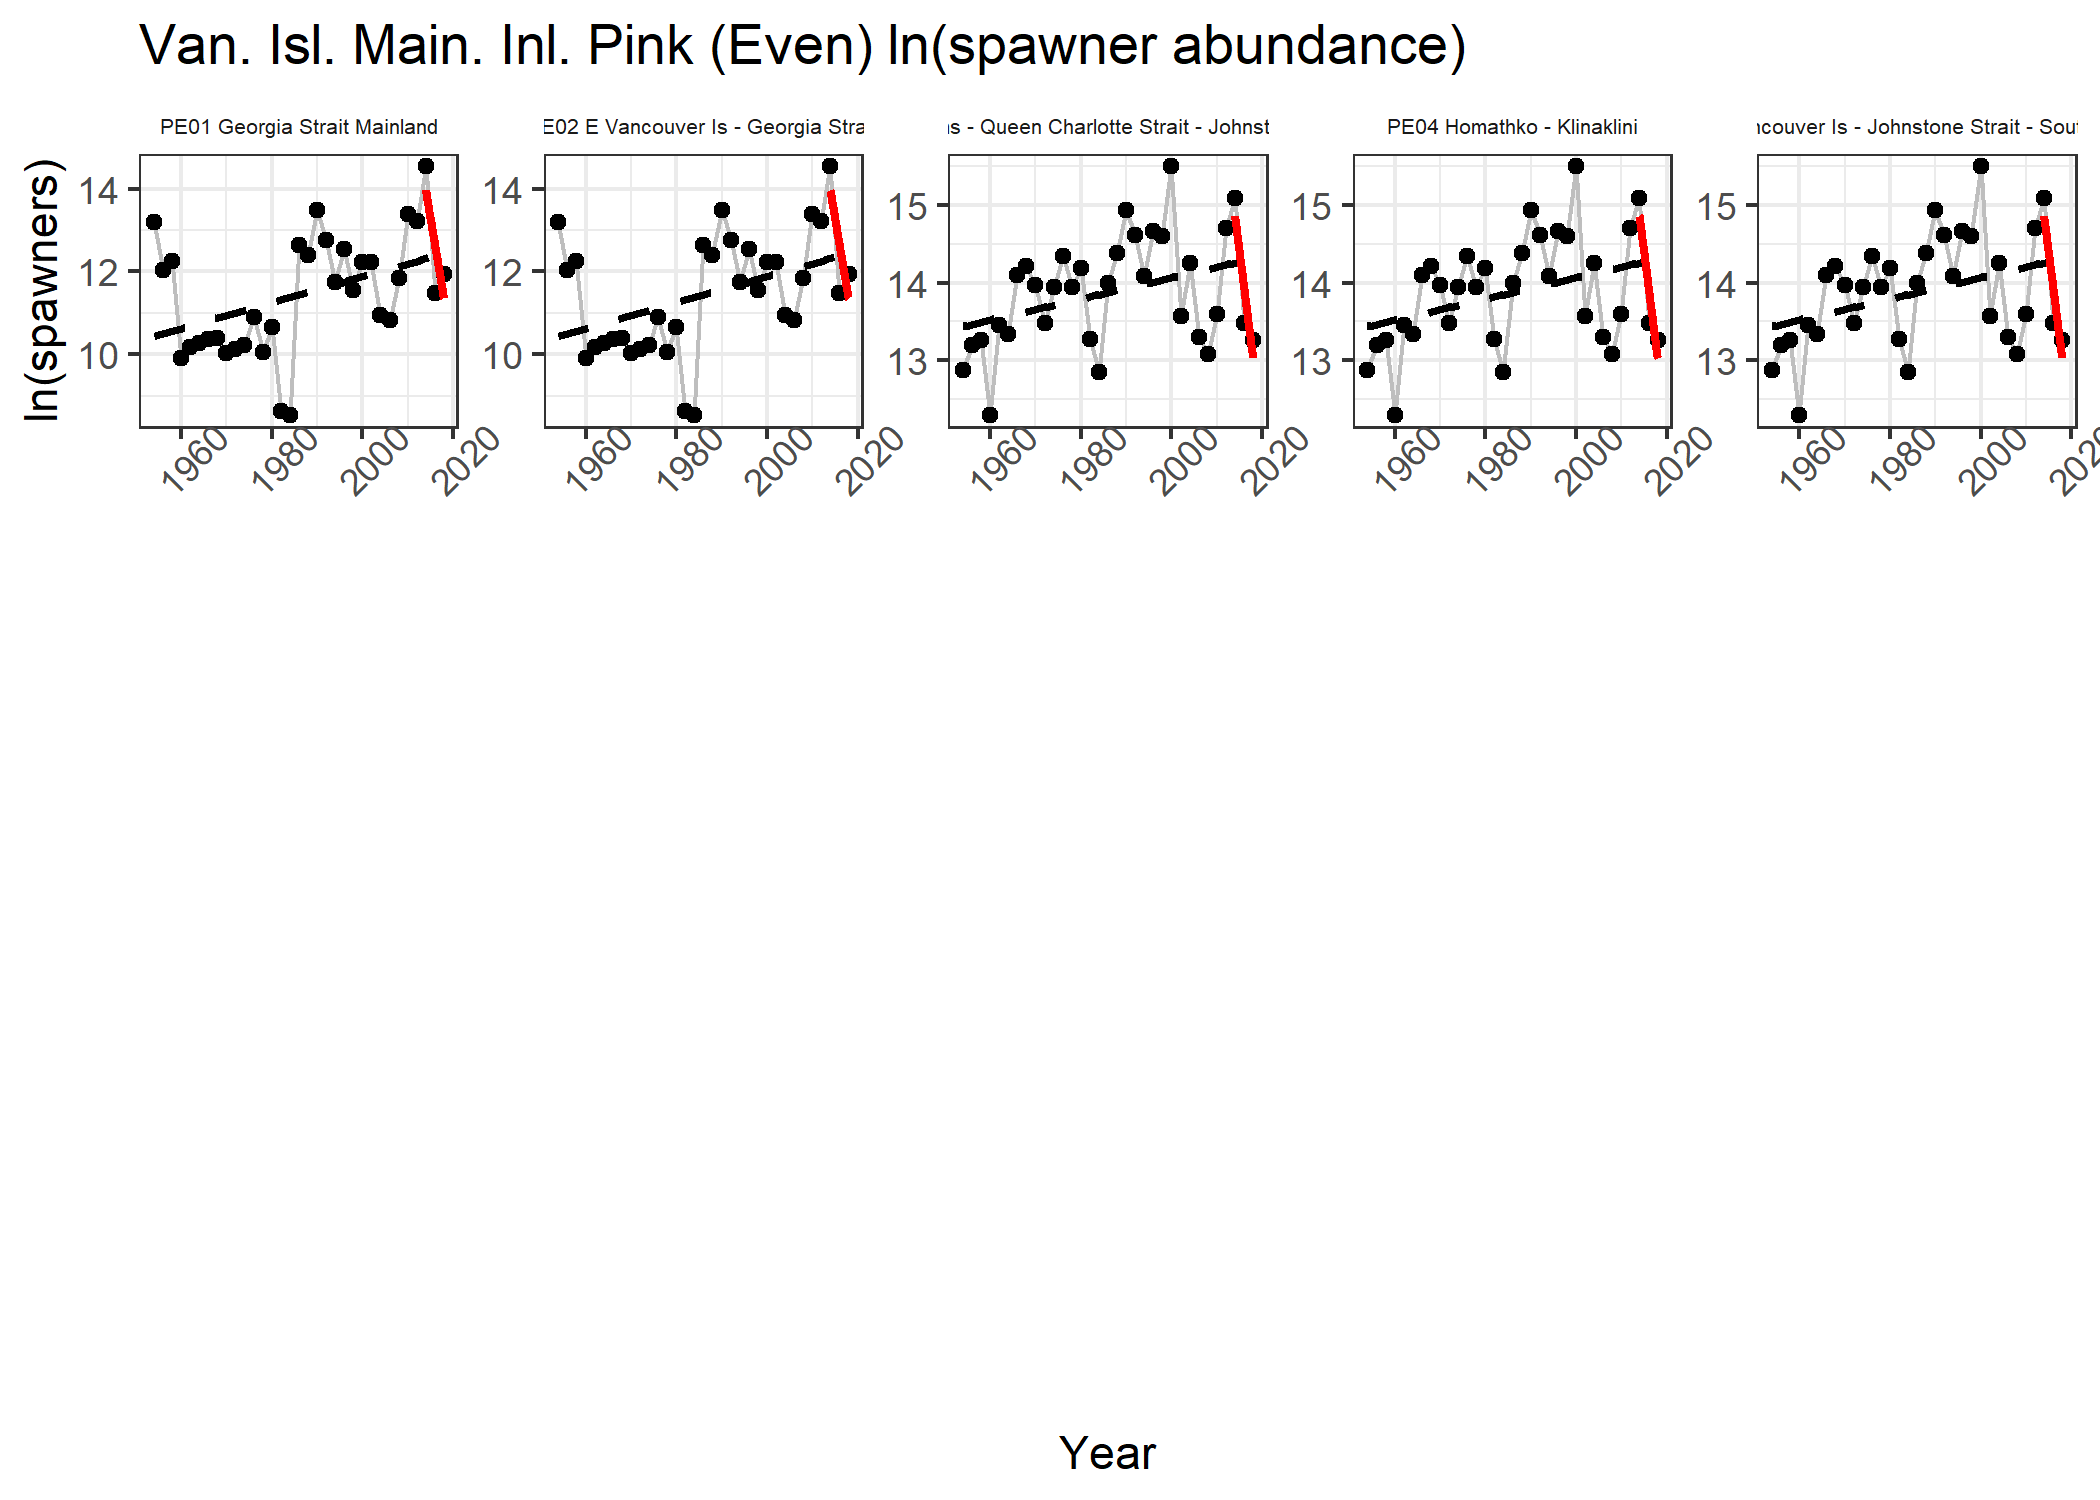 Van. Isl. Main. Inl. Pink (Even) ln(spawner abundance)
PE01 Georgia Strait Mainland
E02 E Vancouver Is - Georgia Stra
ns - Queen Charlotte Strait - Johnst
PE04 Homathko - Klinaklini
ncouver Is - Johnstone Strait - Sout
ln(spawners)
14
12
10
14
12
10
15
14
13
15
14
13
15
14
13
1960 1980 2000 2020
1960 1980 2000 2020
1960 1980 2000 2020
1960 1980 2000 2020
1960 1980 2000 202
Year